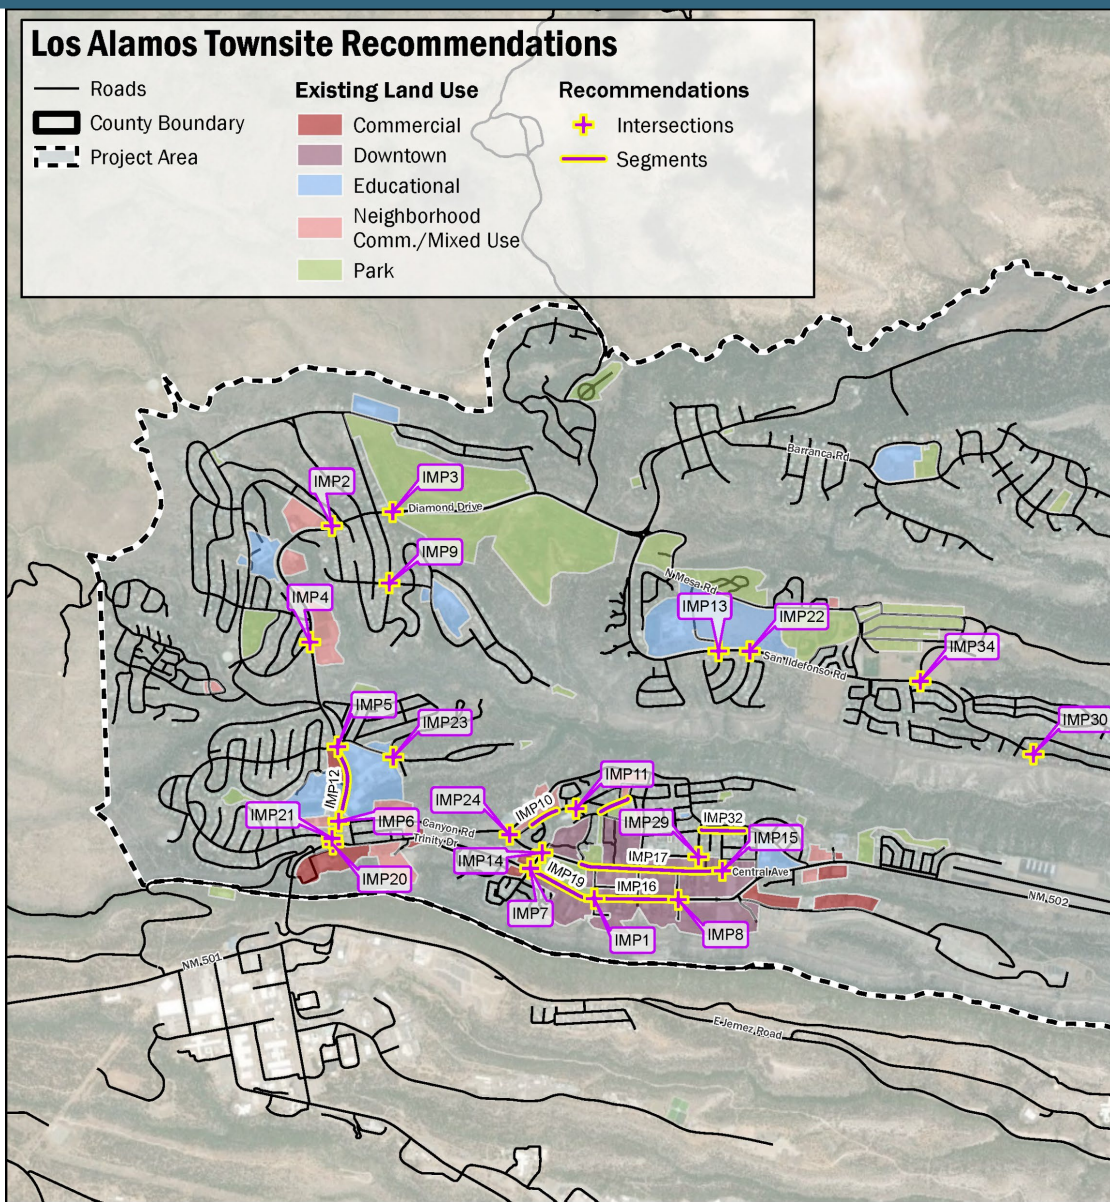 Los Alamos Townsite Recommendations
Roads
County Boundary
Project Area
Existing Land Use
Commercial
Downtown
Educational
Neighborhood
Comm./Mixed Use
Park
Recommendations
Intersections
Segments
Barranca Rd
IMP2
IMP3
Diamond Drive
IMP9
N Mesa Rd
IMP4
IMP13
IMP22
San Ildefonso Rd
IMP34
IMP5
IMP23
IMP30
IMP12
IMP24
IMP10
IMP11
IMP21
IMP6
Canyon Rd
Trinity Dr
IMP29
IMP32
IMP15
IMP14
IMP17
Central Ave
IMP20
IMP19
IMP16
NM 502
IMP7
IMP1
IMP8
NM 501
E Jemez Road